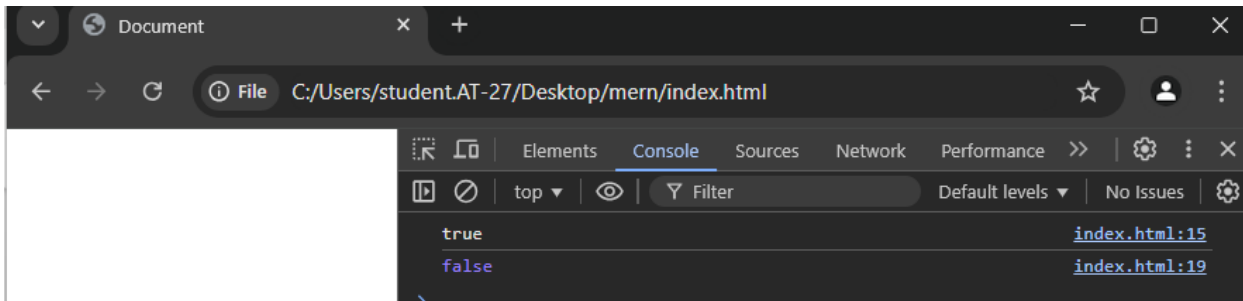 Document
File C:/Users/student.AT-27/Desktop/mern/index.html
Elements Console Sources Network Performance
top Filter Default levels No Issues
true index.html:15
false index.html:19